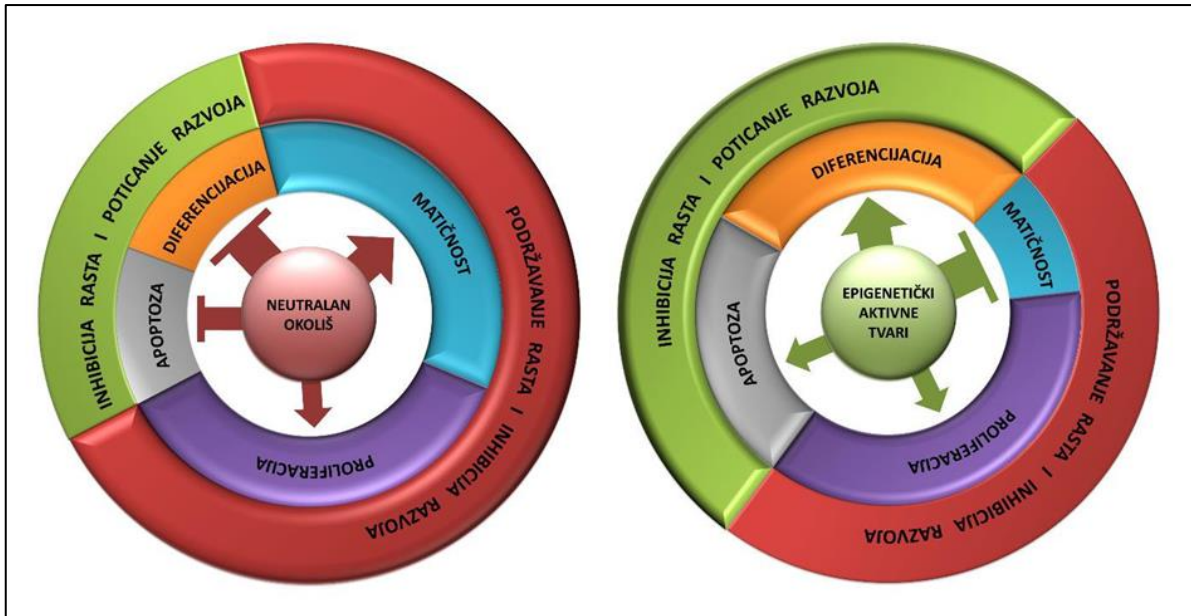 INHIBICIJA RASTA I POTICANJE RAZVOJA
PODRŽAVANJE RASTA I INHIBICIJA RAZVOJA
DIFERENCIJACIJA
MATIČNOST
APOPTOZA
PROLIFERACIJA
NEUTRALAN
OKOLIŠ
INHIBICIJA RASTA I POTICANJE RAZVOJA
PODRŽAVANJE RASTA I INHIBICIJA RAZVOJA
DIFERENCIJACIJA
MATIČNOST
APOPTOZA
PROLIFERACIJA
EPIGENETIČKI
AKTIVNE
TVARI